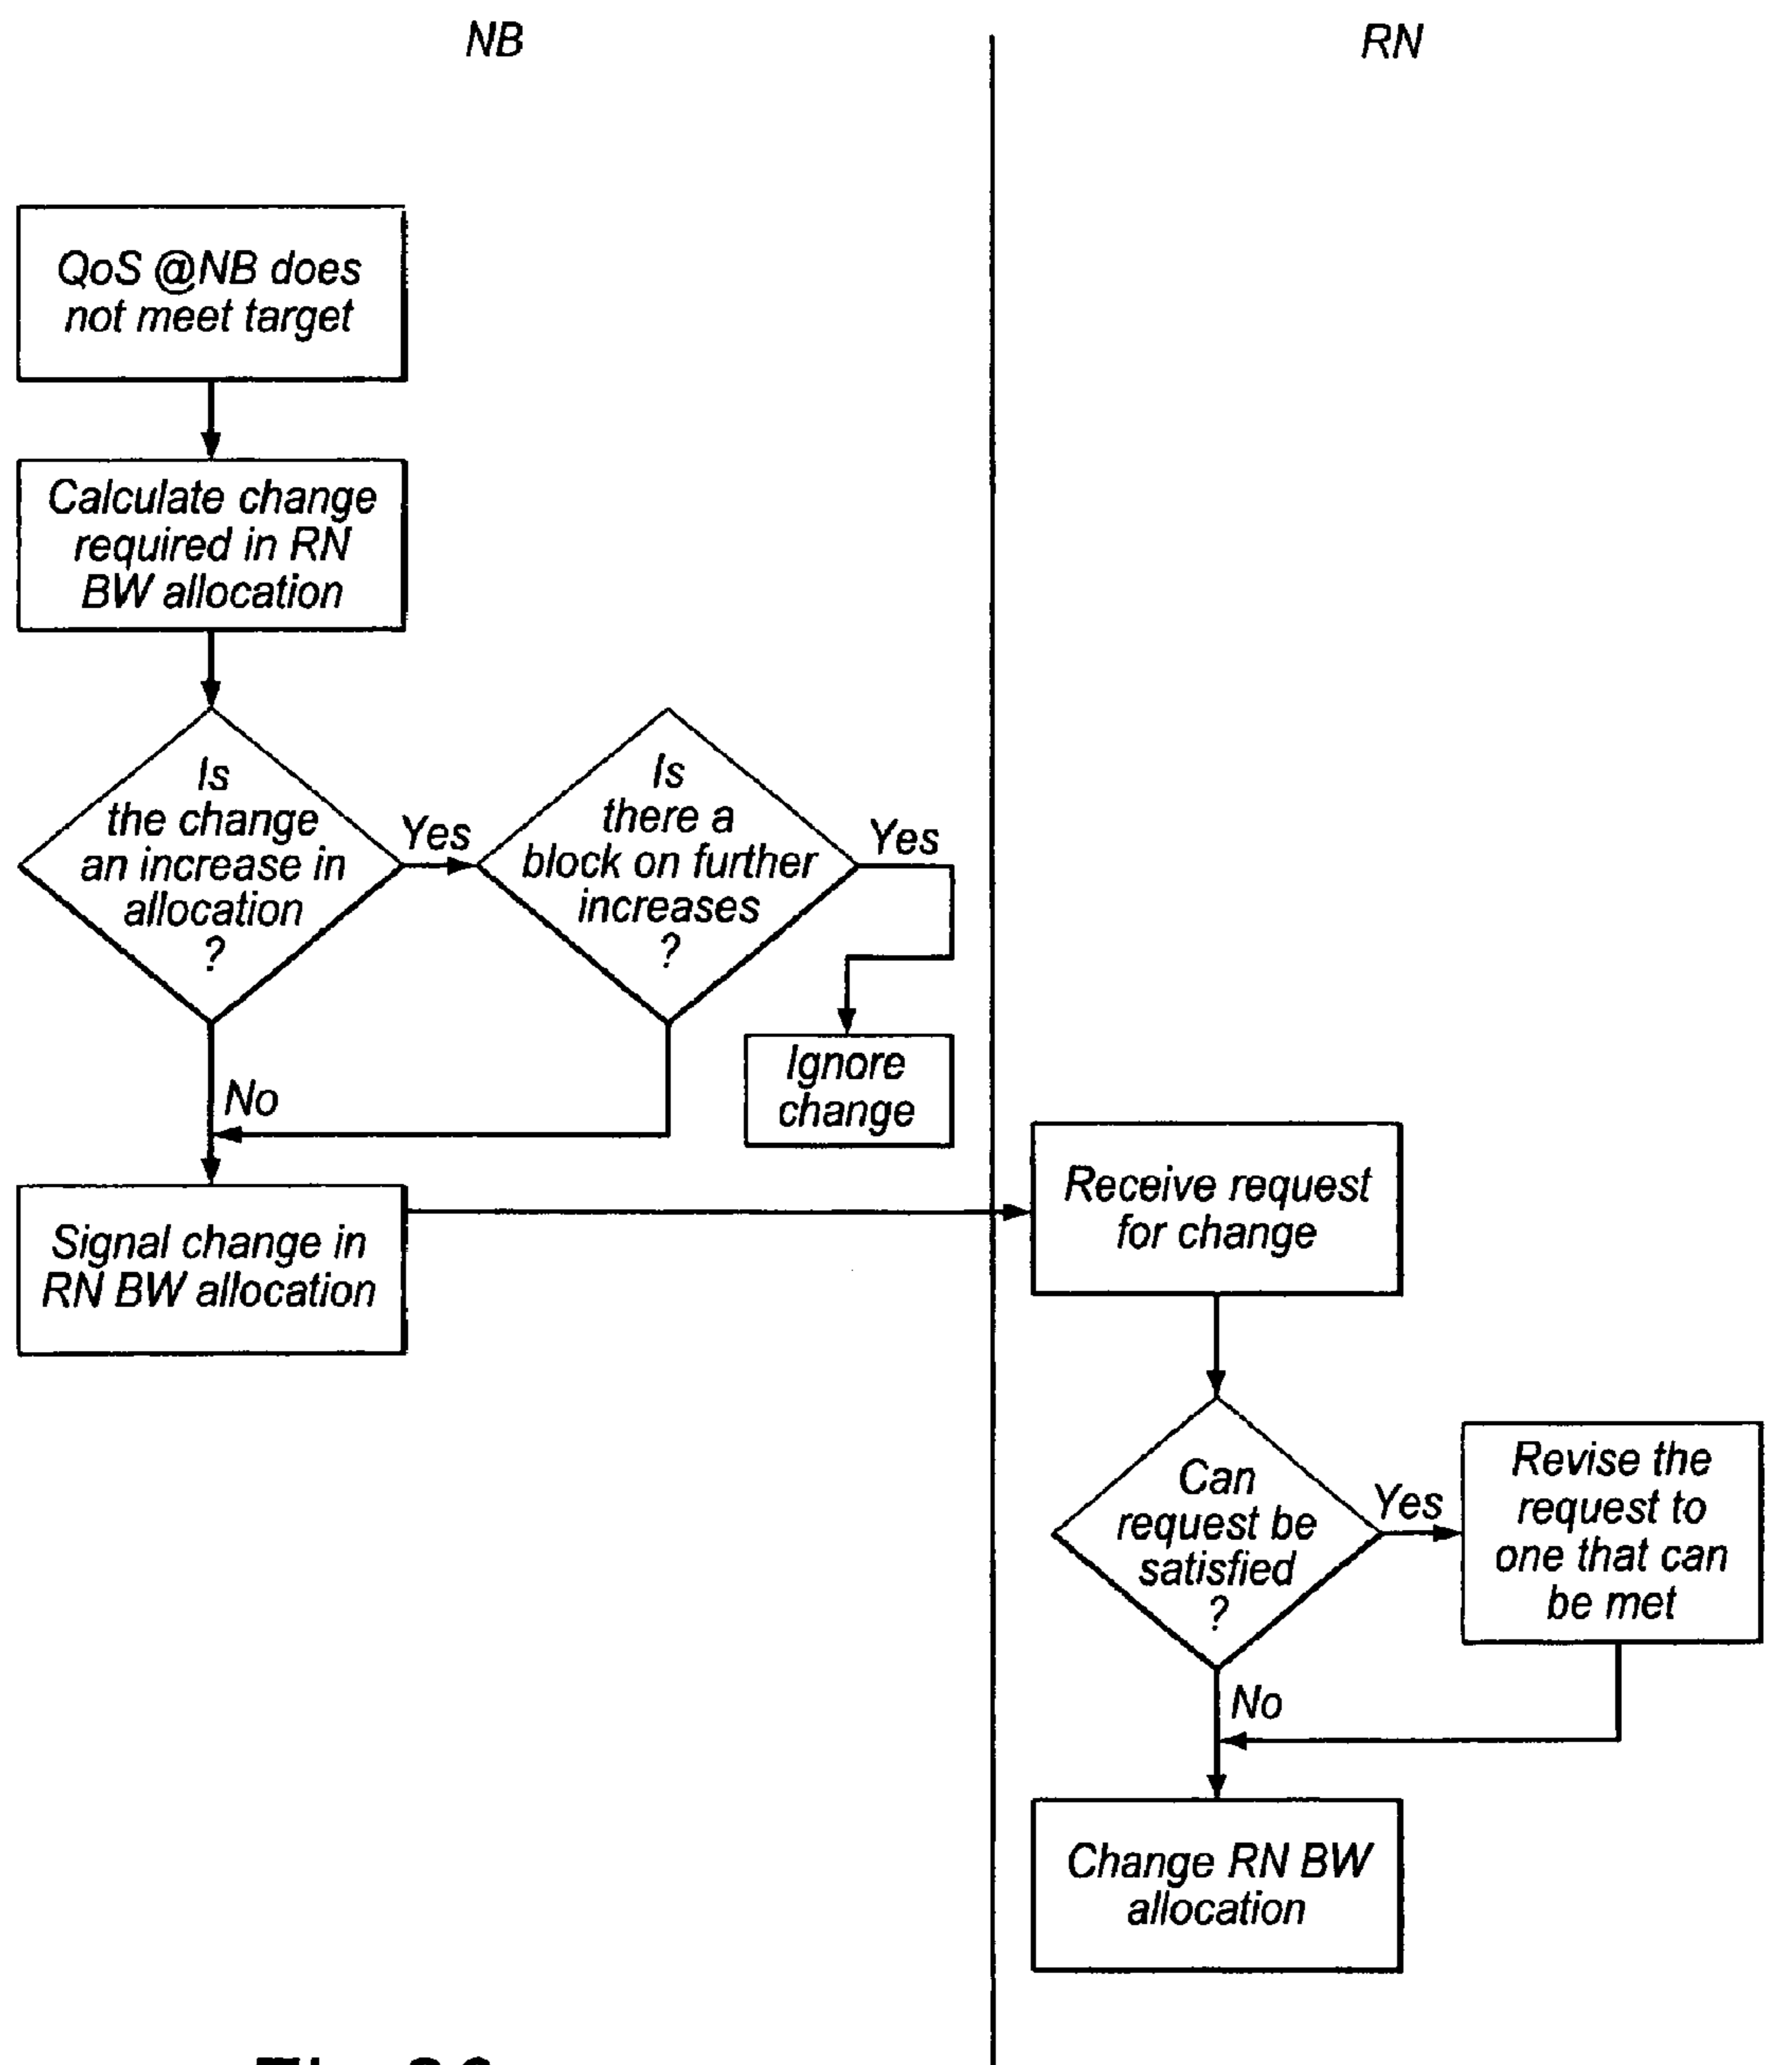 NB
RN
QoS @NB does
not meet target
Calculate change
required in RN
BW allocation
Is
the change
an increase in
allocation
?
Yes
Is
there a
block on further
increases
?
Yes
Ignore
change
No
Signal change in
RN BW allocation
Receive request
for change
Can
request be
satisfied
?
Yes
Revise the
request to
one that can
be met
No
Change RN BW
allocation